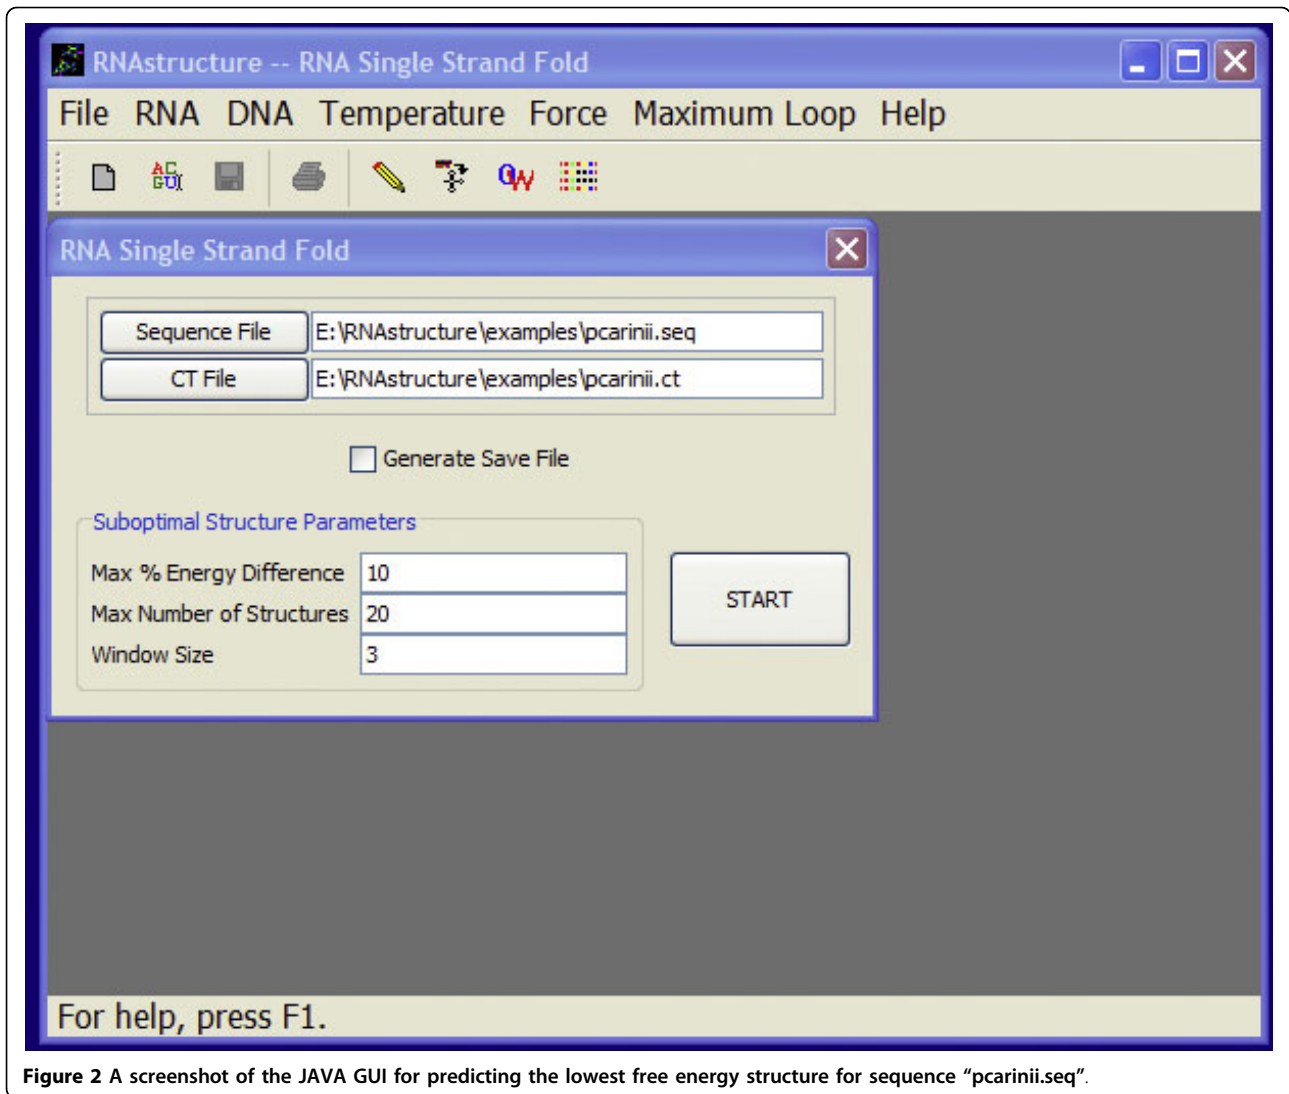 RNAstructure -- RNA Single Strand Fold
File RNA DNA Temperature Force Maximum Loop Help
RNA Single Strand Fold
Sequence File E:\RNAstructure\examples\pcarinii.seq
CT File E:\RNAstructure\examples\pcarinii.ct
Generate Save File
Suboptimal Structure Parameters
Max % Energy Difference 10
Max Number of Structures 20
START
Window Size 3
For help, press F1.
Figure 2 A screenshot of the JAVA GUI for predicting the lowest free energy structure for sequence “pcarinii.seq”.